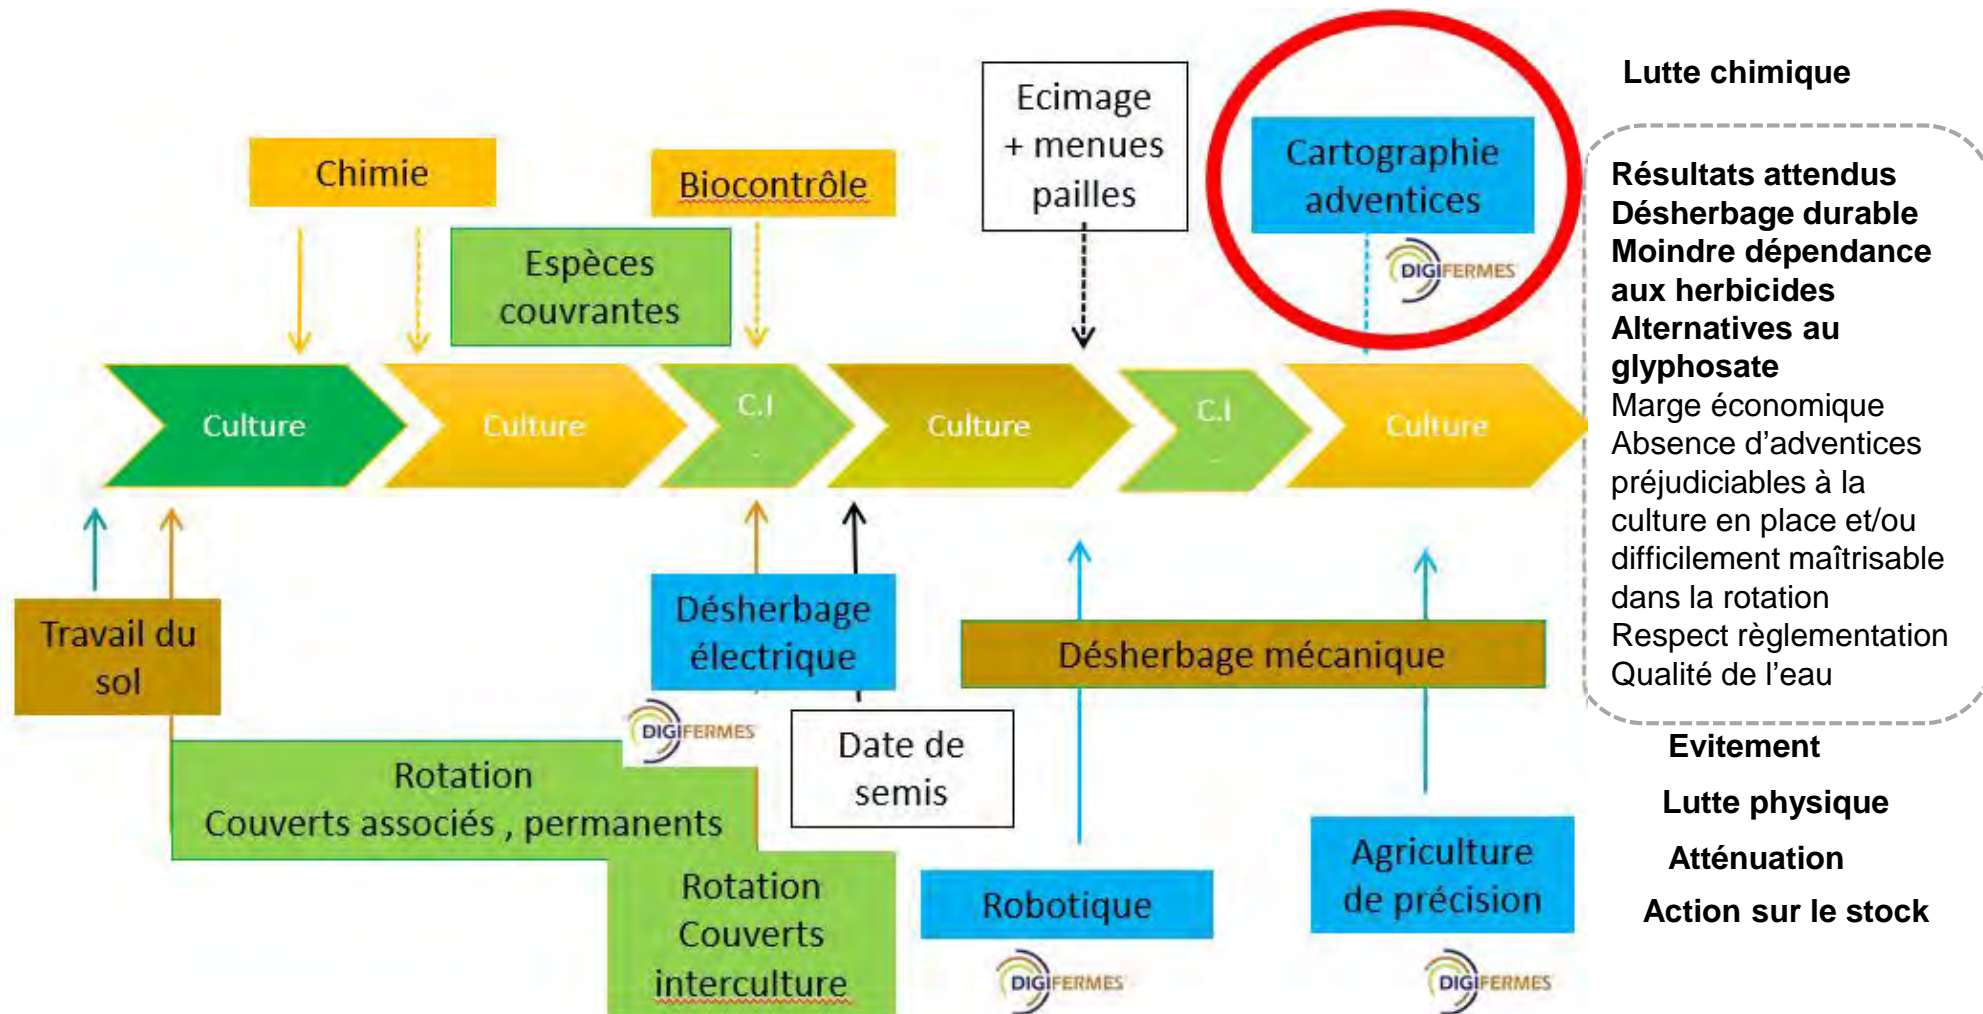 Lutte chimique
Ecimage
+ menues
pailles
Cartographie
adventices
DIGIFERMES
Chimie
Biocontrôle
Espèces
couvrantes
Culture
Culture
C.I
-
Culture
C.I
-
Culture
Résultats attendus
Désherbage durable
Moindre dépendance
aux herbicides
Alternatives au
glyphosate
Marge économique
Absence d’adventices
préjudiciables à la
culture en place et/ou
difficilement maîtrisable
dans la rotation
Respect règlementation
Qualité de l’eau
Travail du
sol
Désherbage
électrique
DIGIFERMES
Désherbage mécanique
Rotation
Couverts associés , permanents
Date de
semis
Rotation
Couverts
interculture
Robotique
DIGIFERMES
Agriculture
de précision
DIGIFERMES
Evitement
Lutte physique
Atténuation
Action sur le stock